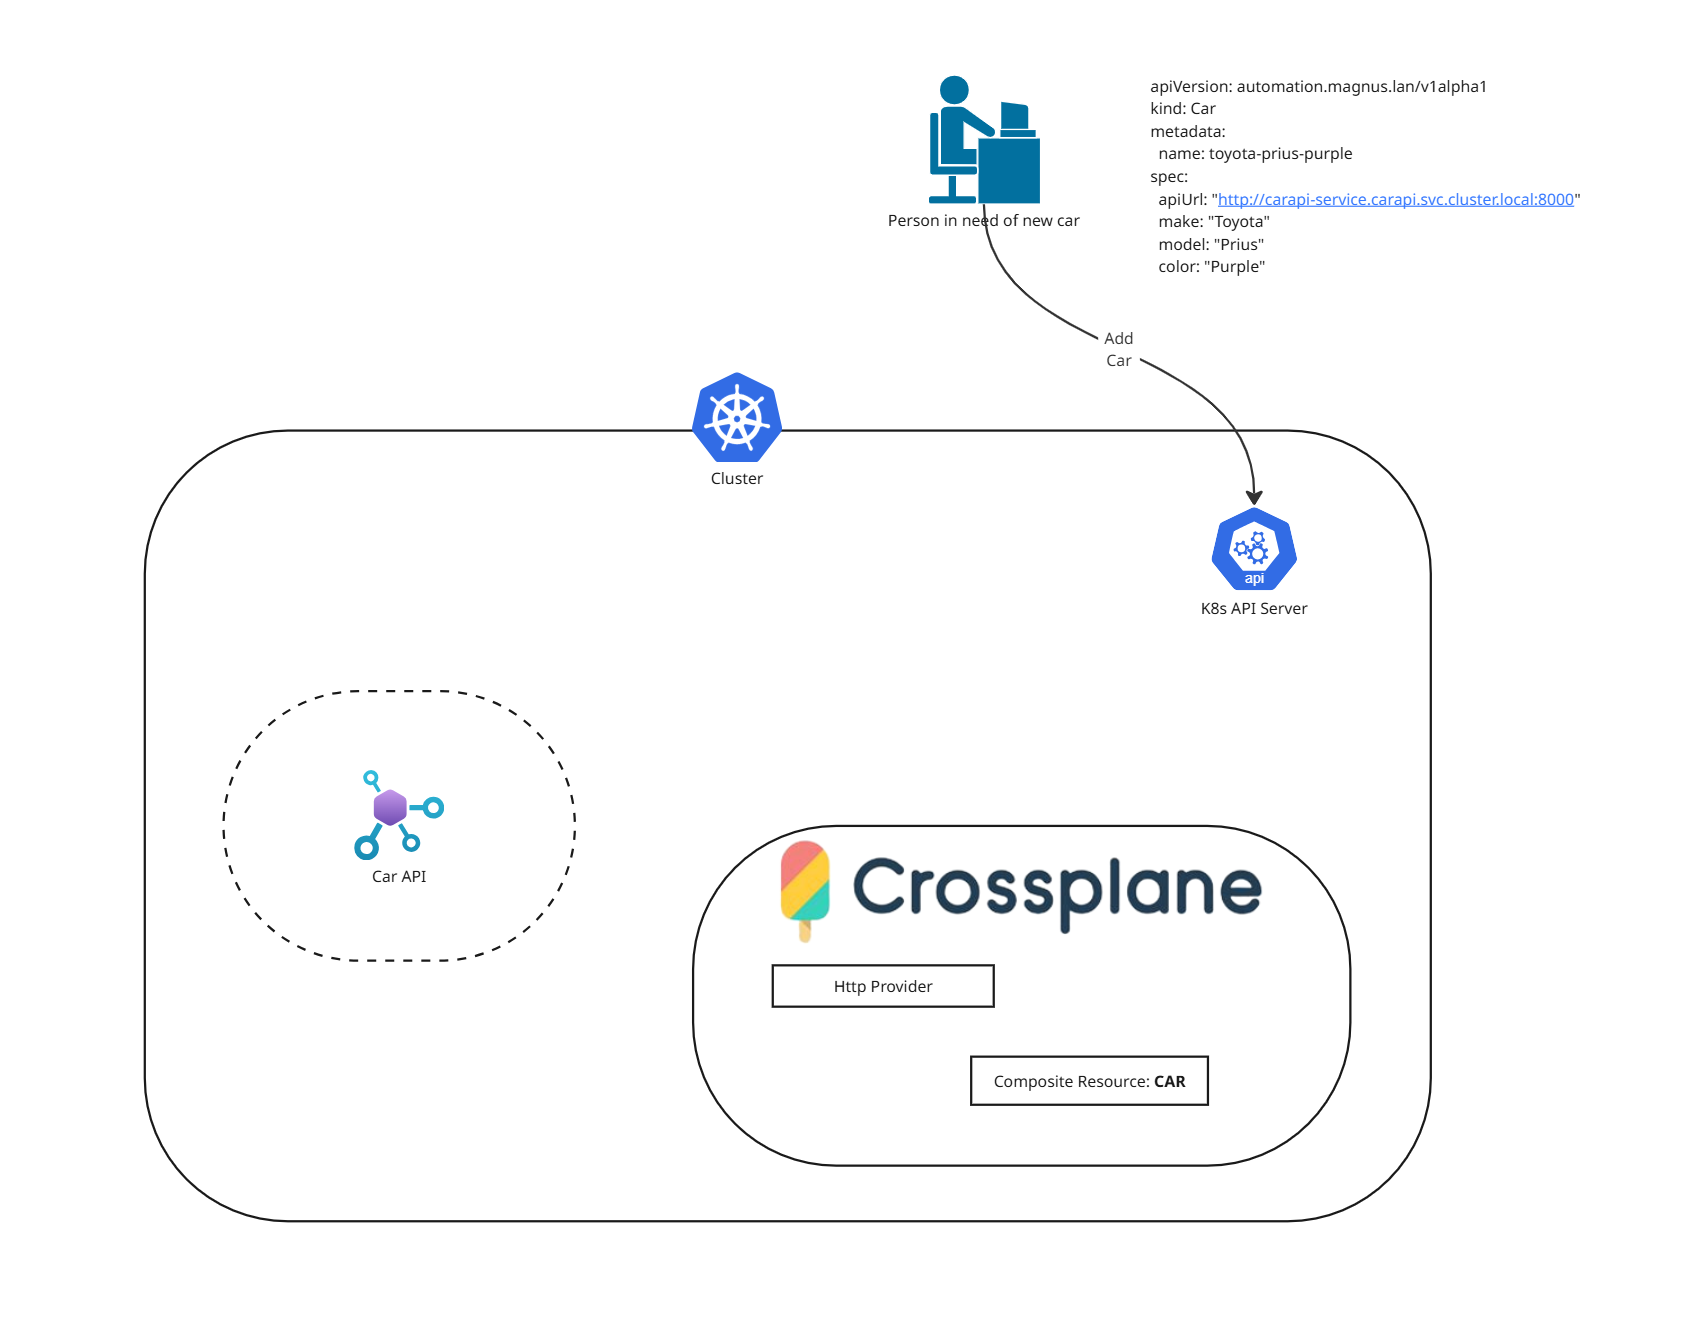 apiVersion: automation.magnus.lan/v1alpha1
kind: Car
metadata:
  name: toyota-prius-purple
spec:
  apiUrl: "http://carapi-service.carapi.svc.cluster.local:8000"
  make: "Toyota"
  model: "Prius"
  color: "Purple"
Person in need of new car
Add
Car
Cluster
api
K8s API Server
Car API
Crossplane
Http Provider
Composite Resource: CAR